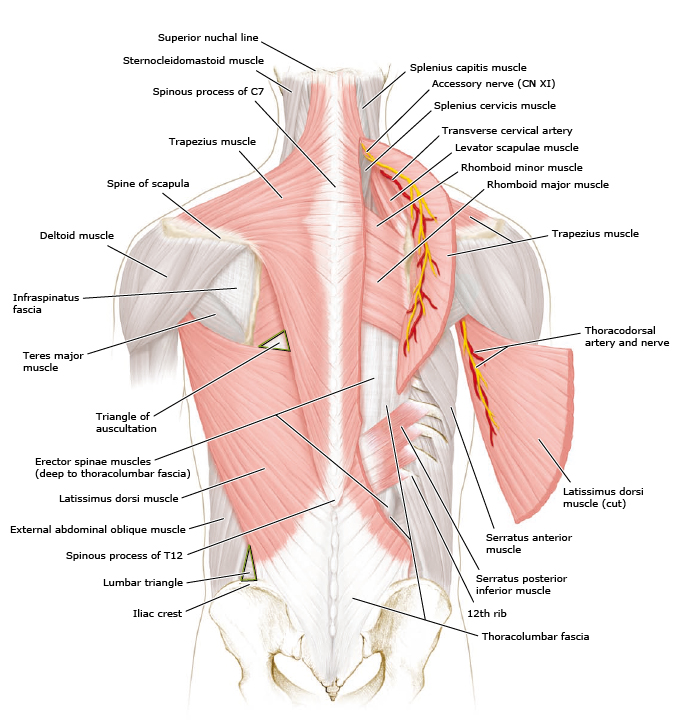 Superior nuchal line
Sternocleidomastoid muscle
Spinous process of C7
Trapezius muscle
Spine of scapula
Deltoid muscle
Infraspinatus
fascia
Teres major
muscle
Triangle of
auscultation
Erector spinae muscles
(deep to thoracolumbar fascia)
Latissimus dorsi muscle
External abdominal oblique muscle
Spinous process of T12
Lumbar triangle
Iliac crest
Splenius capitis muscle
Accessory nerve (CN XI)
Splenius cervicis muscle
Transverse cervical artery
Levator scapulae muscle
Rhomboid minor muscle
Rhomboid major muscle
Trapezius muscle
Thoracodorsal
artery and nerve
Latissimus dorsi
muscle (cut)
Serratus anterior
muscle
Serratus posterior
inferior muscle
12th rib
Thoracolumbar fascia